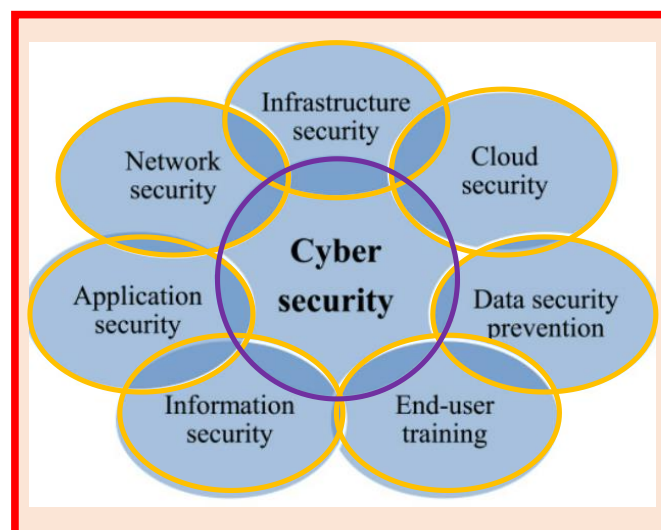 Infrastructure
security
Cloud
security
Data security
prevention
End-user
training
Information
security
Application
security
Network
security
Cyber
security